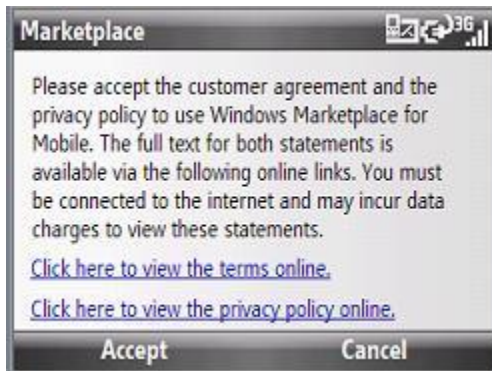 Marketplace 3G
Please accept the customer agreement and the
privacy policy to use Windows Marketplace for
Mobile. The full text for both statements is
available via the following online links. You must
be connected to the internet and may incur data
charges to view these statements.
Click here to view the terms online.
Click here to view the privacy policy online.
Accept Cancel